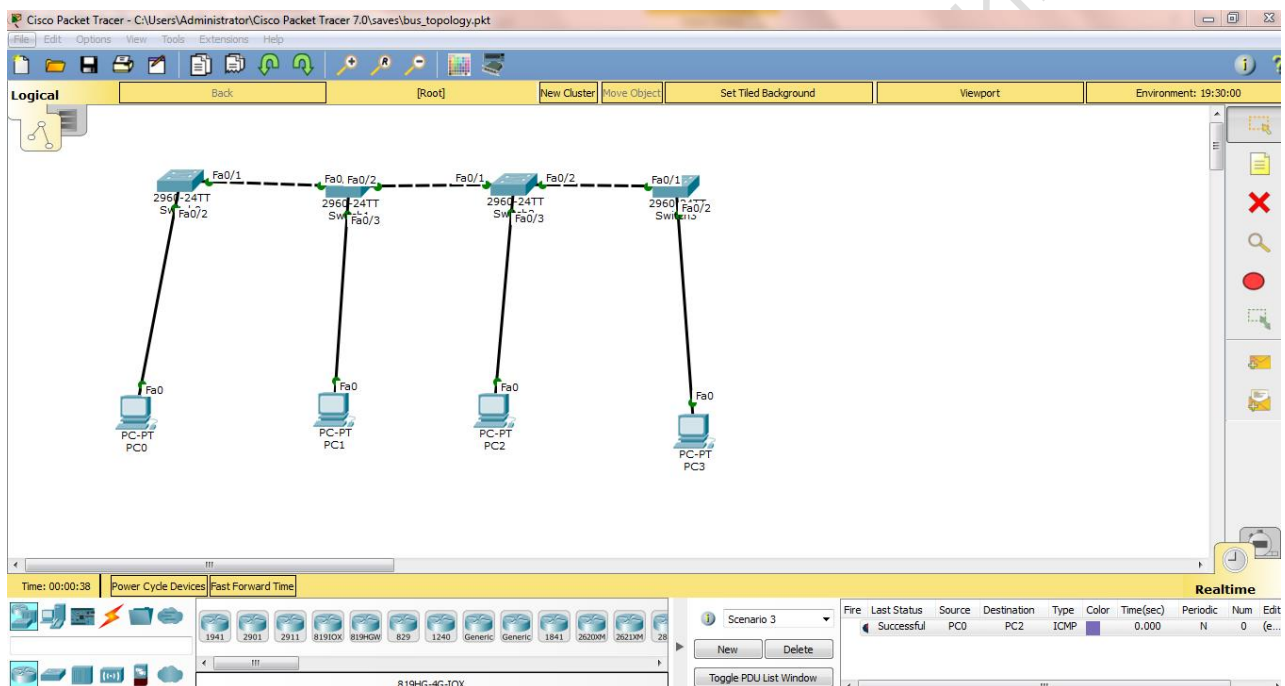 Cisco Packet Tracer - C:\Users\Administrator\Cisco Packet Tracer 7.0\saves\bus_topology.pkt
File Edit Options View Tools Extensions Help
Logical Back [Root] New Cluster Move Object Set Tiled Background Viewport Environment: 19:30:00
Fa0/1 Fa0, Fa0/2 Fa0/1 Fa0/2 Fa0/1
2960-24TT 2960-24TT 2960-24TT 2960-24TT
Fa0/2 Fa0/3 Fa0/3 Fa0/2
Fa0 Fa0 Fa0 Fa0
PC-PT PC-PT PC-PT PC-PT
PC0 PC1 PC2 PC3
Time: 00:00:38 Power Cycle Devices Fast Forward Time Realtime
1941 2901 2911 819IOX 819HGW 829 1240 Generic Generic 1841 2620XM 2621XM 28
819HG-4G-IOX
Scenario 3
New Delete
Toggle PDU List Window
Fire Last Status Source Destination Type Color Time(sec) Periodic Num Edit
Successful PC0 PC2 ICMP 0.000 N 0 (e...